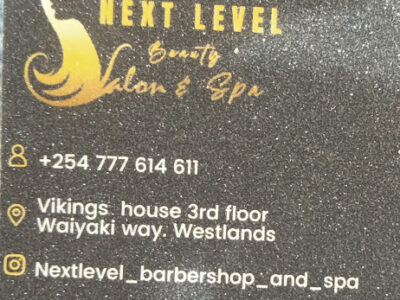 NEXT LEVEL
Beauty
Salon & Spa
+254 777 614 611
Vikings house 3rd floor
Waiyaki way. Westlands
Nextlevel_barbershop_and_spa